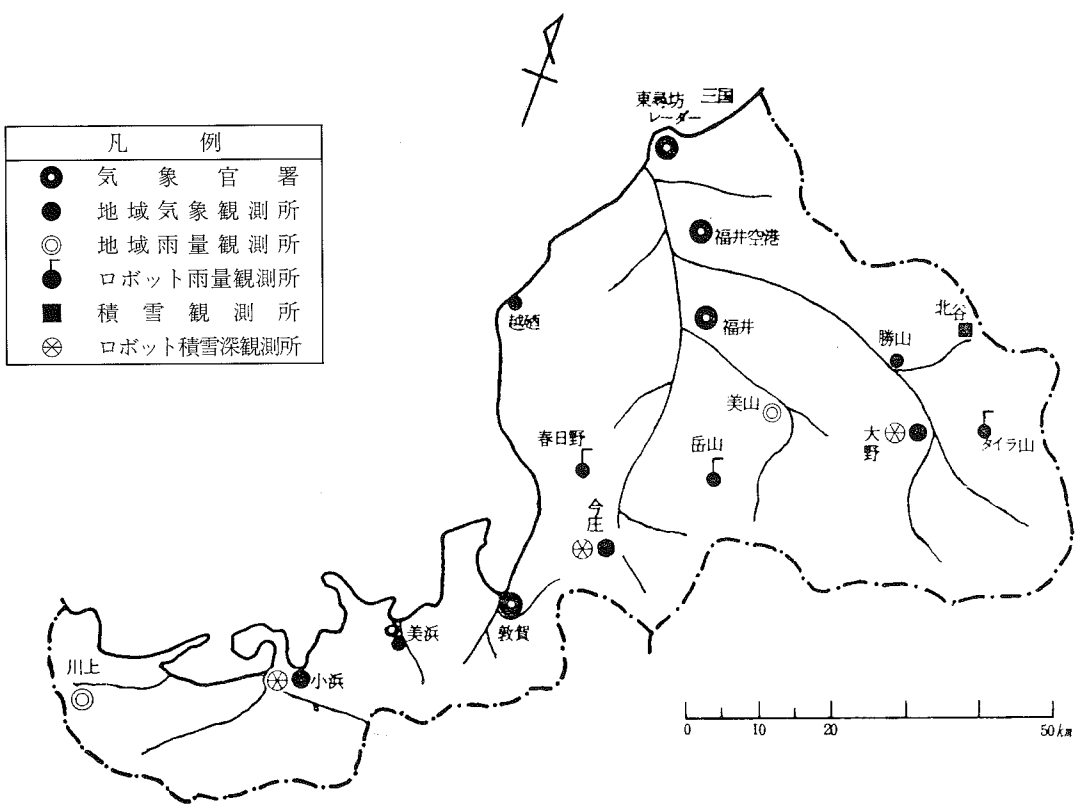 凡例
気象官署
地域気象観測所
地域雨量観測所
ロボット雨量観測所
積雪観測所
ロボット積雪深観測所
東尋坊
レーダー
三国
福井空港
越廼
福井
北谷
勝山
美山
大野
タイラ山
春日野
岳山
今庄
美浜
敦賀
川上
小浜
0 10 20 50km